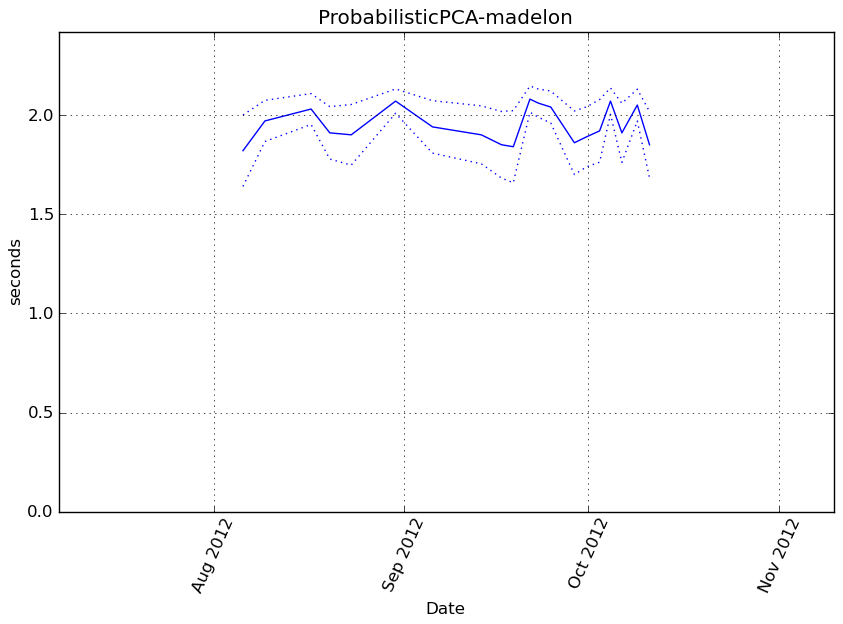 ProbabilisticPCA-madelon
2.0
1.5
1.0
0.5
0.0
seconds
Aug 2012
Sep 2012
Oct 2012
Nov 2012
Date